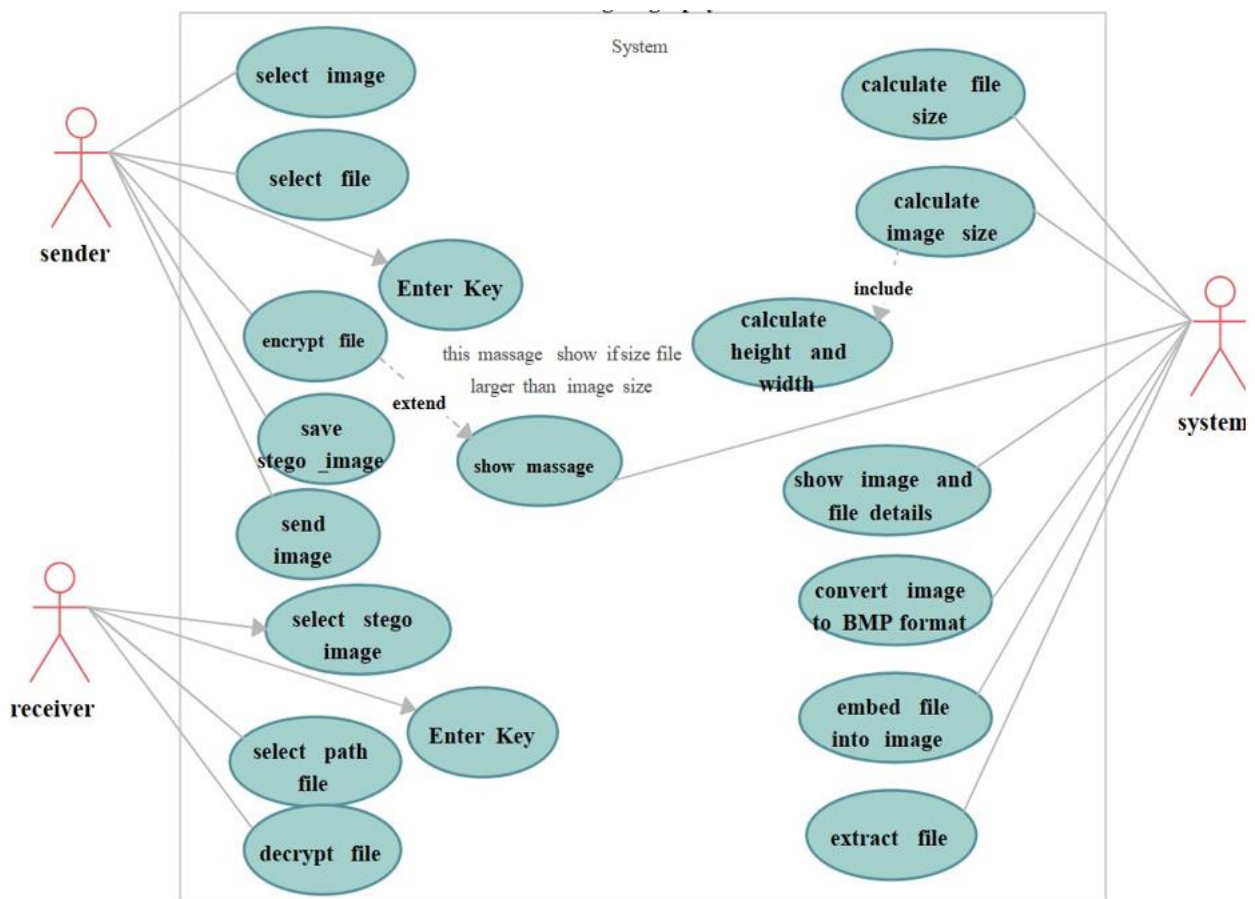 System
select image
calculate file
size
select file
calculate
image size
sender
Enter Key
include
encrypt file
calculate
height and
width
this massage show if size file
larger than image size
extend
save
stego _image
show massage
system
show image and
file details
send
image
convert image
to BMP format
select stego
image
receiver
Enter Key
embed file
into image
select path
file
decrypt file
extract file